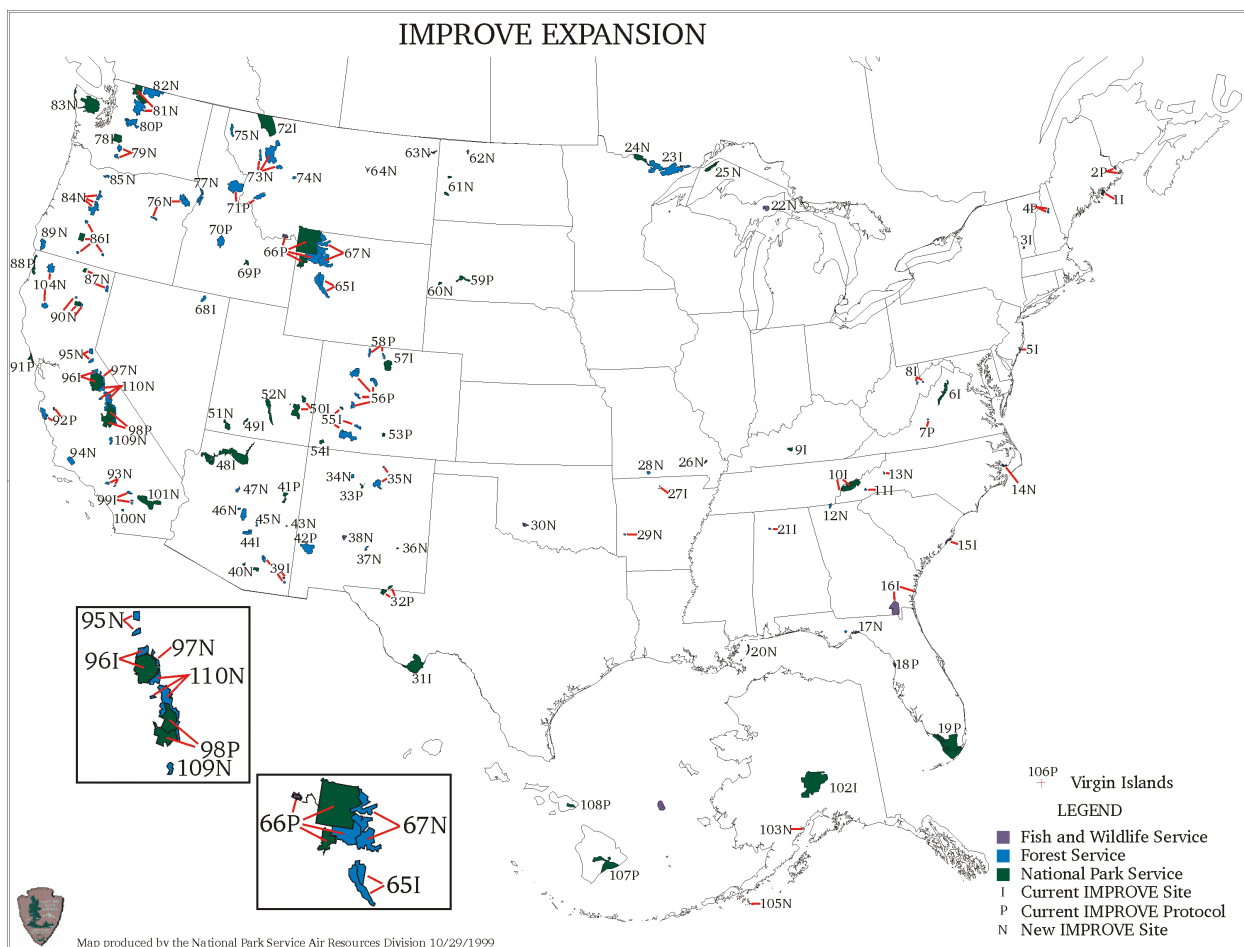 IMPROVE EXPANSION
82N
83N
81N
80P
78I
79N
75N
72I
73N
74N
64N
63N
62N
61N
24N
23I
25N
22N
2P
1I
4P
3I
85N
84N
77N
76N
71P
70P
69P
89N
86I
88P
87N
104N
90N
66P
67N
65I
68I
60N
59P
5I
8I
6I
7P
58P
57I
56P
55I
54I
53P
52N
50I
51N
49I
95N
91P
96I
97N
110N
92P
98P
109N
94N
93N
99I
101N
100N
48I
47N
46N
45N
44I
41P
43N
42P
40N
39I
34N
35N
33P
38N
37N
36N
32P
31I
30N
28N
26N
27I
29N
9I
10I
13N
11I
12N
14N
21I
15I
16I
17N
20N
18P
19P
95N
96I
97N
110N
98P
109N
66P
67N
65I
108P
107P
102I
103N
105N
106P
Virgin Islands
LEGEND
Fish and Wildlife Service
Forest Service
National Park Service
I Current IMPROVE Site
P Current IMPROVE Protocol
N New IMPROVE Site
Map produced by the National Park Service Air Resources Division 10/29/1999